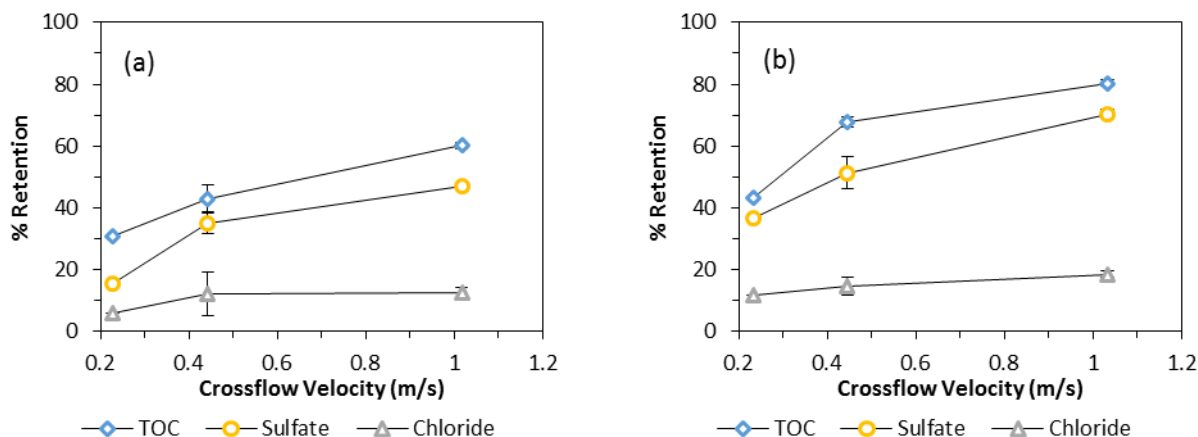 (a)
% Retention
100
80
60
40
20
0
0.2 0.4 0.6 0.8 1 1.2
Crossflow Velocity (m/s)
TOC Sulfate Chloride
(b)
% Retention
100
80
60
40
20
0
0.2 0.4 0.6 0.8 1 1.2
Crossflow Velocity (m/s)
TOC Sulfate Chloride